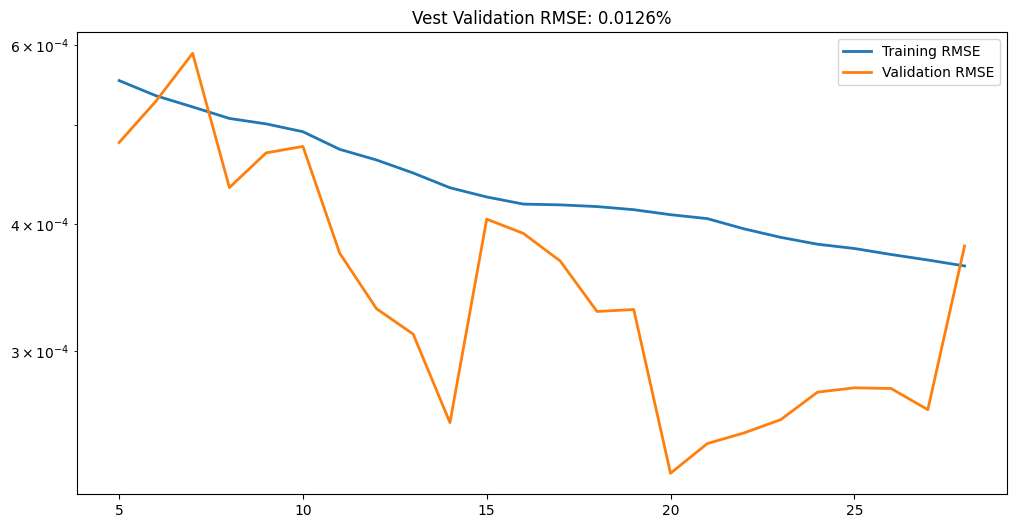 Vest Validation RMSE: 0.0126%
Training RMSE
Validation RMSE
6 × 10⁻⁴
4 × 10⁻⁴
3 × 10⁻⁴
5 10 15 20 25